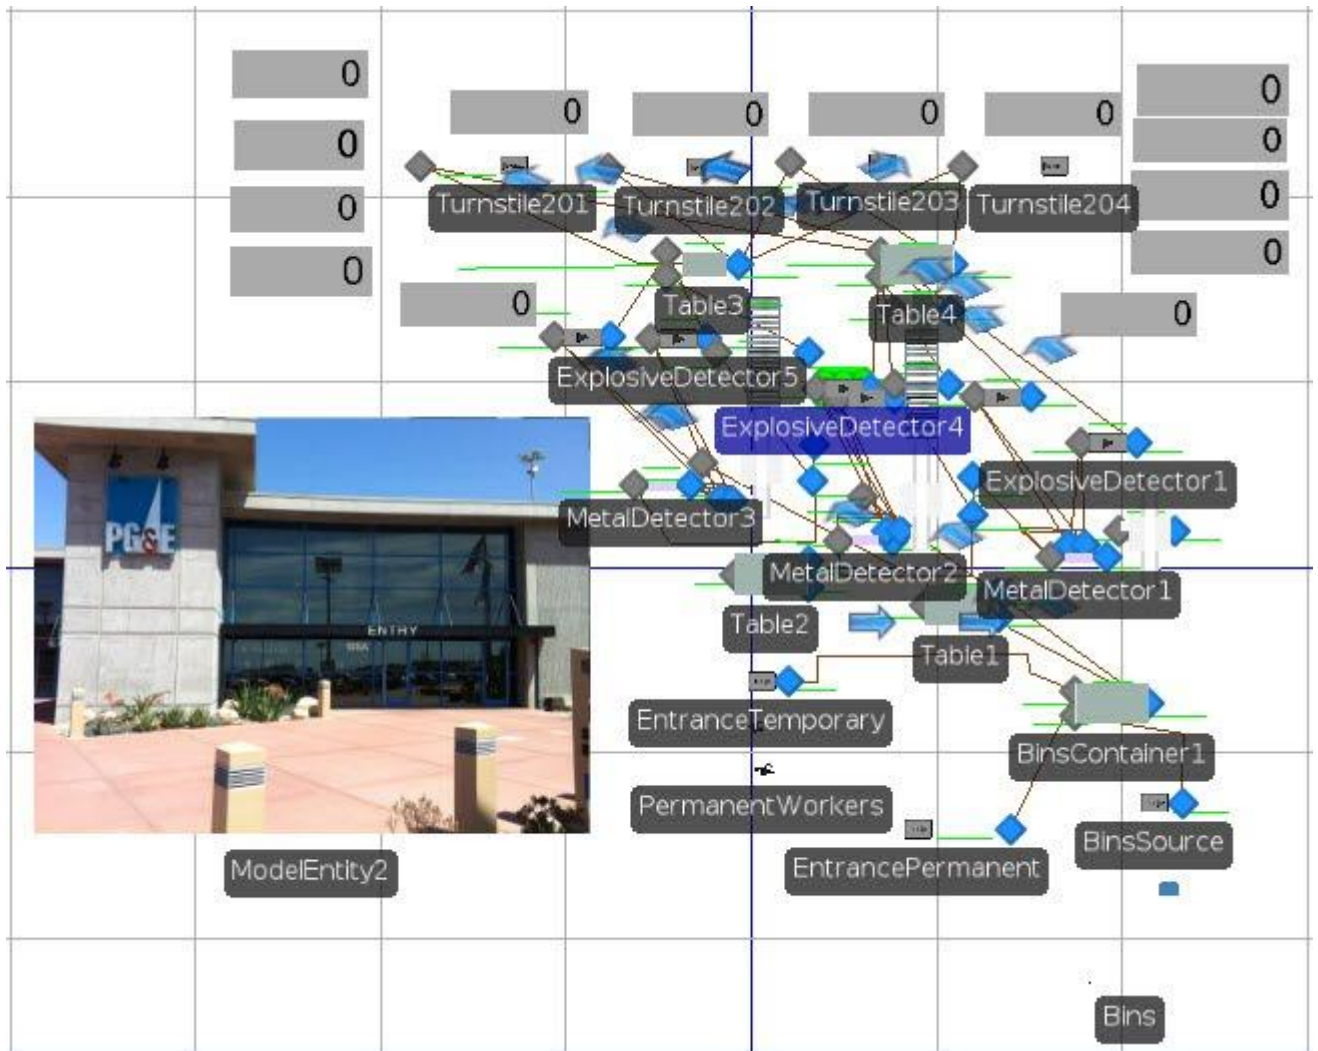 0
0
0
0
0
0
0
0
0
0
0
0
Turnstile201
Turnstile202
Turnstile203
Turnstile204
0
0
Table3
Table4
ExplosiveDetector5
ExplosiveDetector4
ExplosiveDetector1
PG&E
MetalDetector3
MetalDetector2
MetalDetector1
ENTRY
Table2
Table1
EntranceTemporary
BinsContainer1
PermanentWorkers
BinsSource
EntrancePermanent
ModelEntity2
Bins